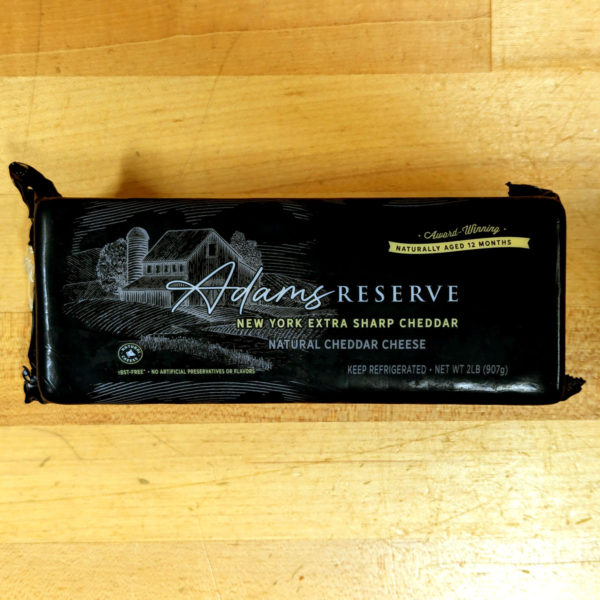 · Award-Winning ·
NATURALLY AGED 12 MONTHS
Adams RESERVE
NEW YORK EXTRA SHARP CHEDDAR
NATURAL CHEDDAR CHEESE
rBST-FREE* • NO ARTIFICIAL PRESERVATIVES OR FLAVORS
KEEP REFRIGERATED • NET WT 2LB (907g)